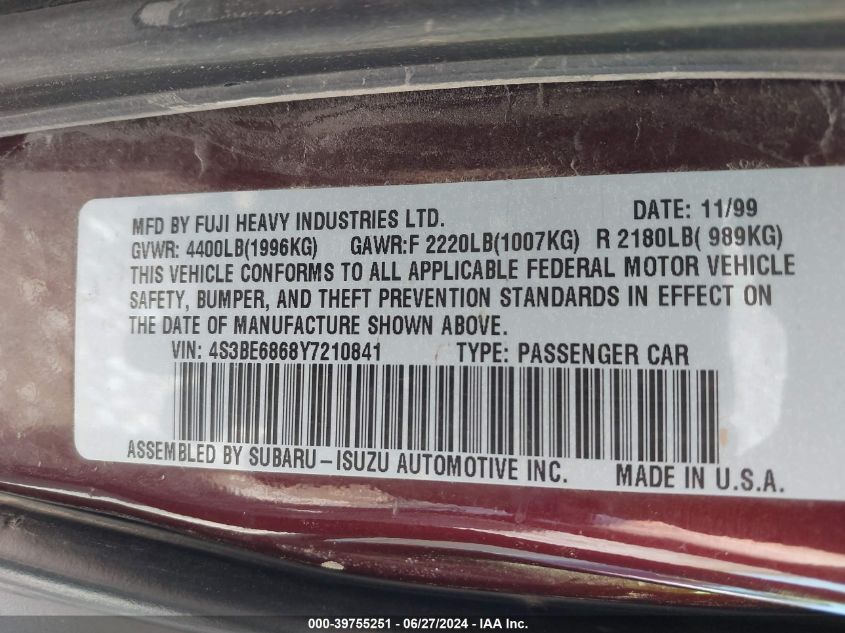 MFD BY FUJI HEAVY INDUSTRIES LTD. DATE: 11/99
GVWR: 4400LB(1996KG) GAWR:F 2220LB(1007KG) R 2180LB( 989KG)
THIS VEHICLE CONFORMS TO ALL APPLICABLE FEDERAL MOTOR VEHICLE
SAFETY, BUMPER, AND THEFT PREVENTION STANDARDS IN EFFECT ON
THE DATE OF MANUFACTURE SHOWN ABOVE.
VIN: 4S3BE6868Y7210841 TYPE: PASSENGER CAR
ASSEMBLED BY SUBARU-ISUZU AUTOMOTIVE INC. MADE IN U.S.A.
000-39755251 - 06/27/2024 - IAA Inc.